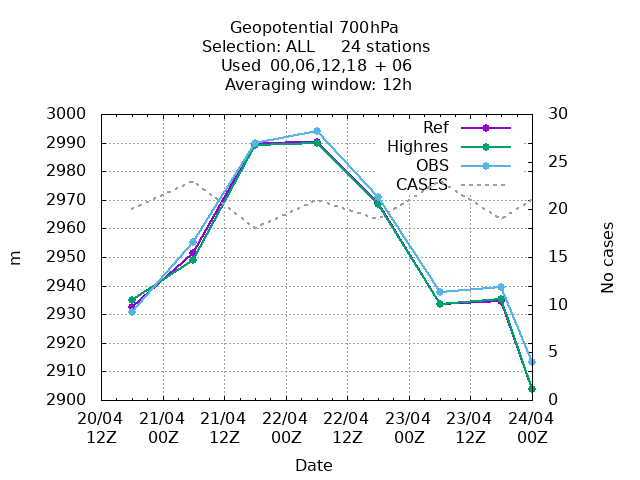 Geopotential 700hPa
Selection: ALL     24 stations
Used  00,06,12,18  + 06
Averaging window: 12h
3000
2990
2980
2970
2960
2950
2940
2930
2920
2910
2900
m
30
25
20
15
10
5
0
No cases
Ref
Highres
OBS
CASES
20/04 21/04 21/04 22/04 22/04 23/04 23/04 24/04
12Z 00Z 12Z 00Z 12Z 00Z 12Z 00Z
Date